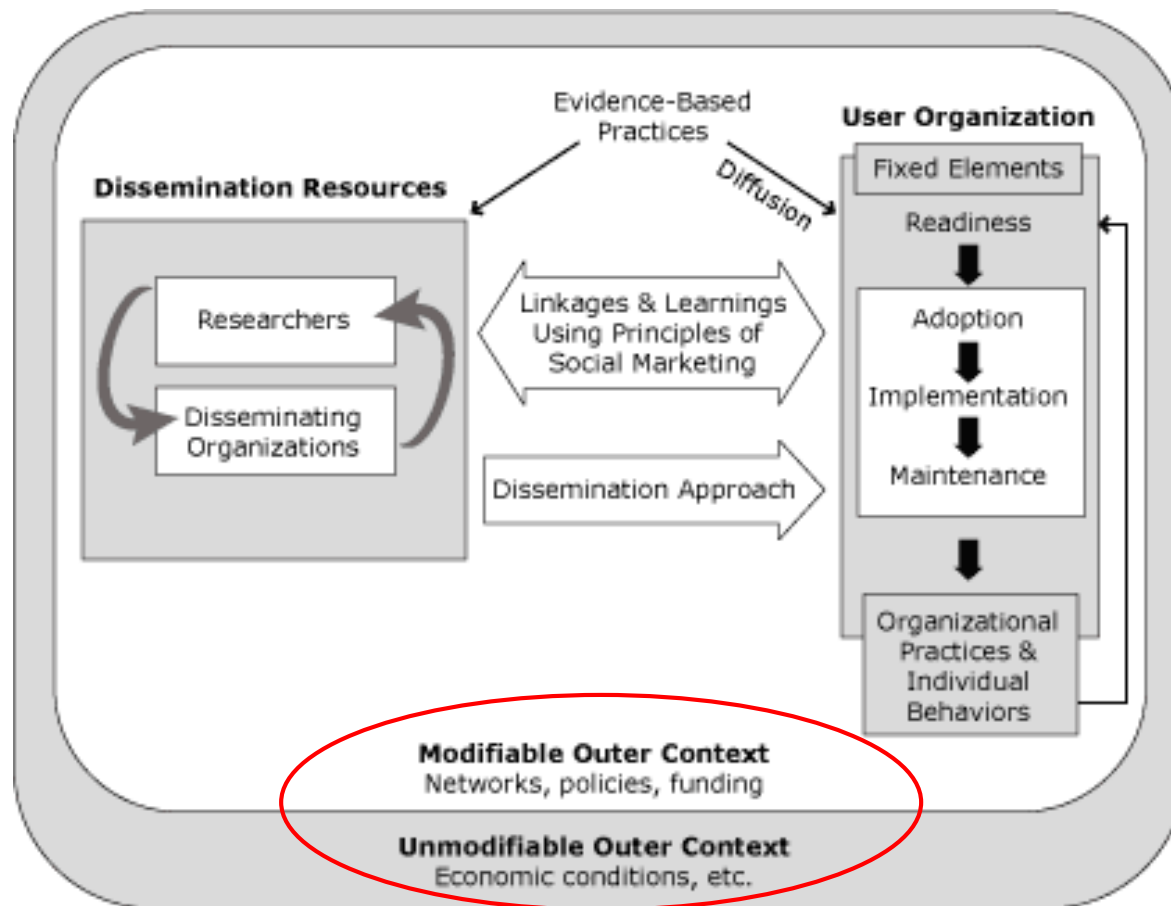 Evidence-Based
Practices
Diffusion
Dissemination Resources
Researchers
Disseminating
Organizations
Linkages & Learnings
Using Principles of
Social Marketing
Dissemination Approach
User Organization
Fixed Elements
Readiness
Adoption
Implementation
Maintenance
Organizational
Practices &
Individual
Behaviors
Modifiable Outer Context
Networks, policies, funding
Unmodifiable Outer Context
Economic conditions, etc.